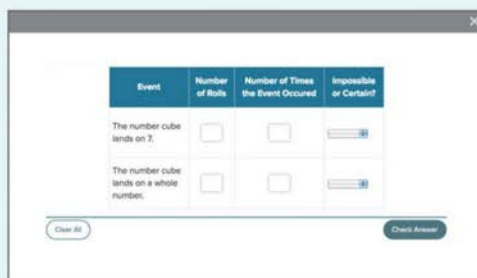 ×
Event
Number of Rolls
Number of Times the Event Occured
Impossible or Certain?
The number cube
lands on 7.
The number cube
lands on a whole
number.
Clear All
Check Answer